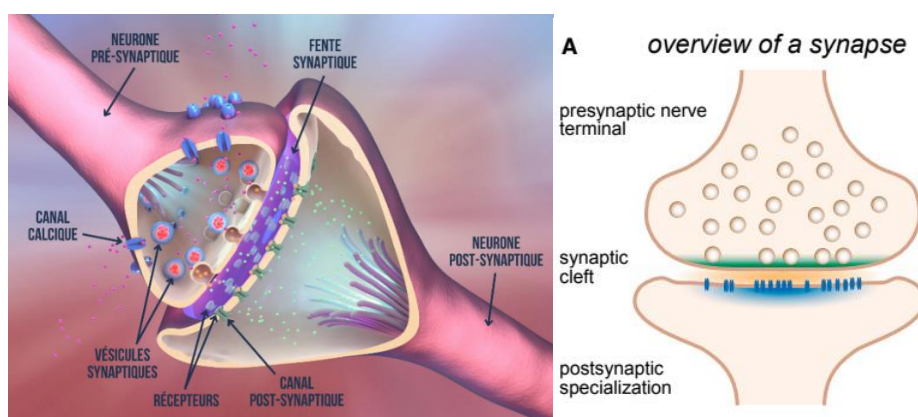 NEURONE
PRÉ-SYNAPTIQUE
FENTE
SYNAPTIQUE
CANAL
CALCIQUE
NEURONE
POST-SYNAPTIQUE
VÉSICULES
SYNAPTIQUES
RÉCEPTEURS
CANAL
POST-SYNAPTIQUE
A
overview of a synapse
presynaptic nerve
terminal
synaptic
cleft
postsynaptic
specialization